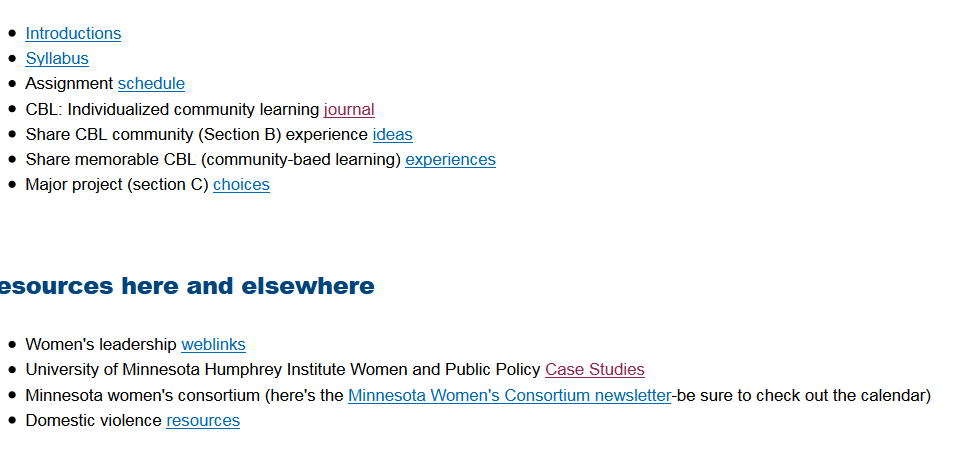 Introductions
Syllabus
Assignment schedule
CBL: Individualized community learning journal
Share CBL community (Section B) experience ideas
Share memorable CBL (community-baed learning) experiences
Major project (section C) choices
esources here and elsewhere
Women's leadership weblinks
University of Minnesota Humphrey Institute Women and Public Policy Case Studies
Minnesota women's consortium (here's the Minnesota Women's Consortium newsletter-be sure to check out the calendar)
Domestic violence resources